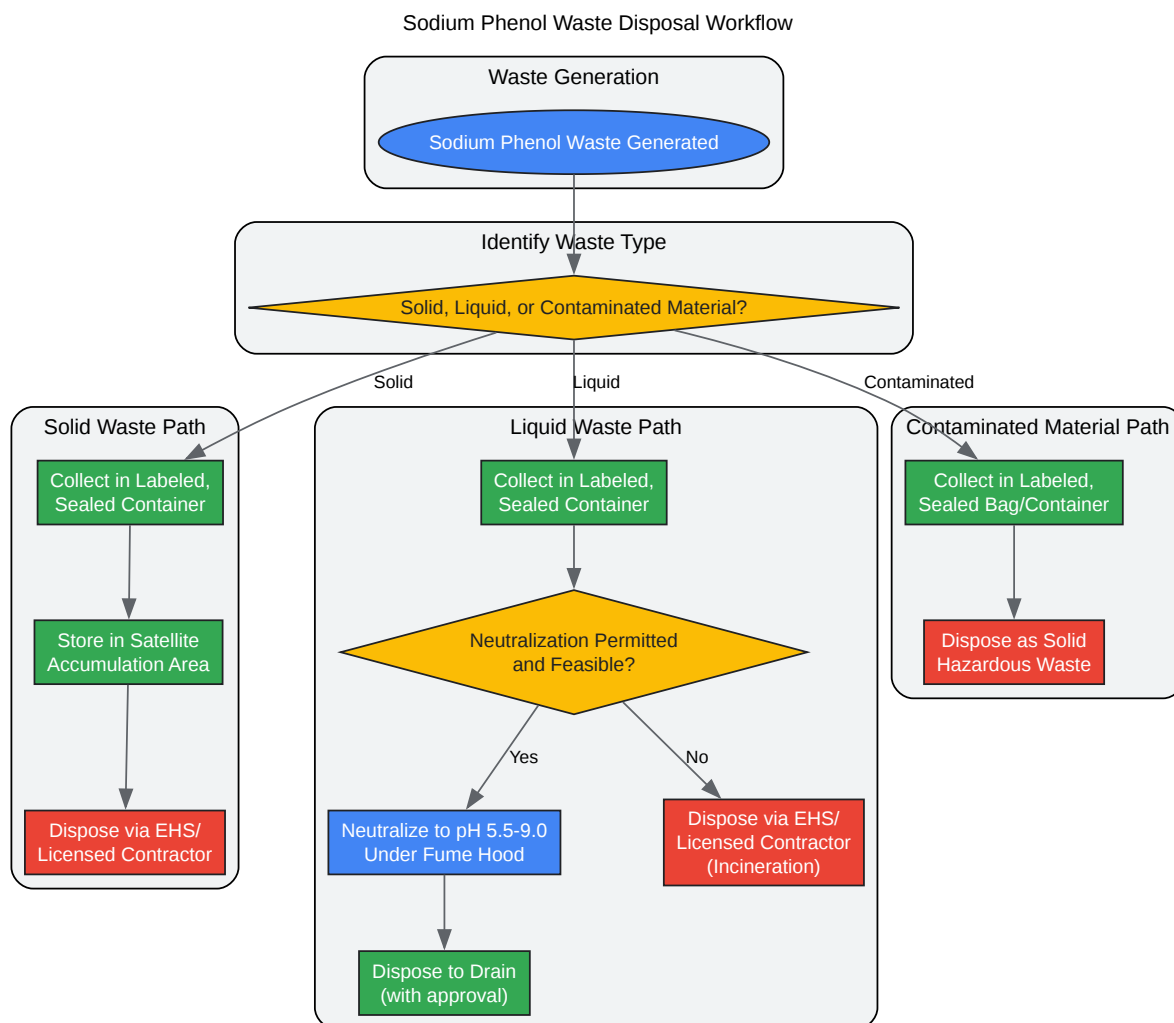 Sodium Phenol Waste Disposal Workflow
Waste Generation
Sodium Phenol Waste Generated
Identify Waste Type
Solid, Liquid, or Contaminated Material?
Solid
Liquid
Contaminated
Solid Waste Path
Collect in Labeled,
Sealed Container
Store in Satellite
Accumulation Area
Dispose via EHS/
Licensed Contractor
Liquid Waste Path
Collect in Labeled,
Sealed Container
Neutralization Permitted
and Feasible?
Yes
No
Neutralize to pH 5.5-9.0
Under Fume Hood
Dispose to Drain
(with approval)
Dispose via EHS/
Licensed Contractor
(Incineration)
Contaminated Material Path
Collect in Labeled,
Sealed Bag/Container
Dispose as Solid
Hazardous Waste